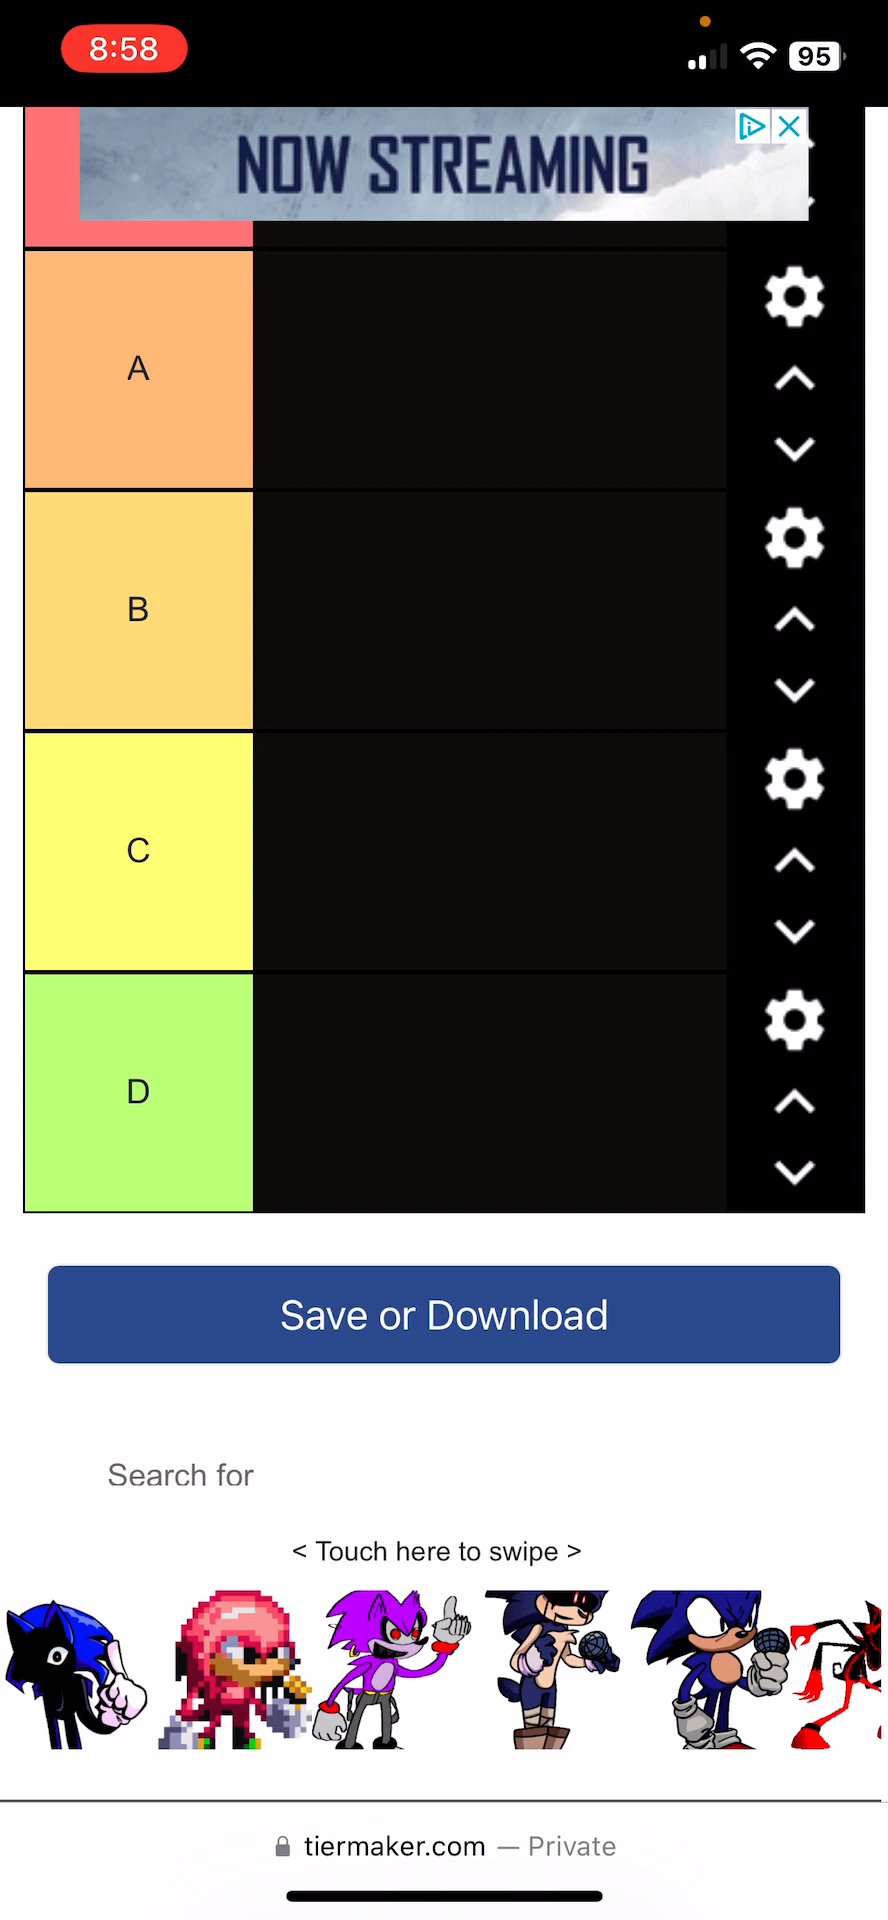 8:58
95
NOW STREAMING
A
B
C
D
Save or Download
Search for
< Touch here to swipe >
tiermaker.com — Private